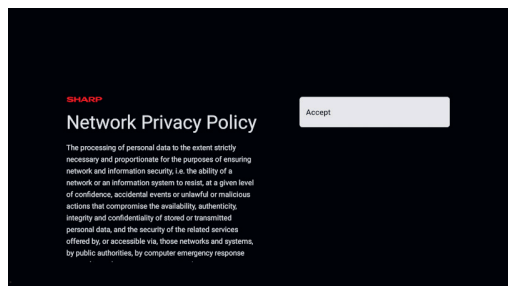 SHARP
Network Privacy Policy
The processing of personal data to the extent strictly
necessary and proportionate for the purposes of ensuring
network and information security, i.e. the ability of a
network or an information system to resist, at a given level
of confidence, accidental events or unlawful or malicious
actions that compromise the availability, authenticity,
integrity and confidentiality of stored or transmitted
personal data, and the security of the related services
offered by, or accessible via, those networks and systems,
by public authorities, by computer emergency response
Accept